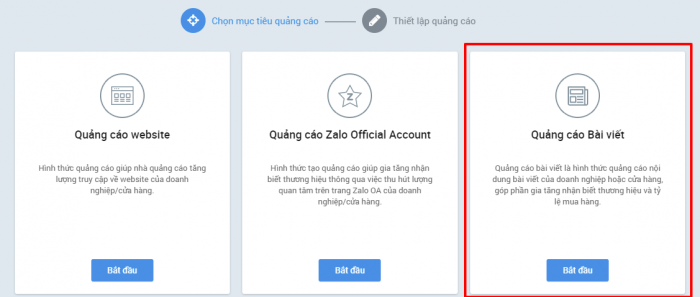 Chọn mục tiêu quảng cáo
Thiết lập quảng cáo
Quảng cáo website
Hình thức quảng cáo giúp nhà quảng cáo tăng
lượng truy cập về website của doanh
nghiệp/cửa hàng.
Bắt đầu
Z
Quảng cáo Zalo Official Account
Hình thức tạo quảng cáo giúp gia tăng nhận
biết thương hiệu thông qua việc thu hút lượng
quan tâm trên trang Zalo OA của doanh
nghiệp/cửa hàng.
Bắt đầu
Quảng cáo Bài viết
Quảng cáo bài viết là hình thức quảng cáo nội
dung bài viết của doanh nghiệp hoặc cửa hàng,
góp phần gia tăng nhận biết thương hiệu và tỷ
lệ mua hàng.
Bắt đầu